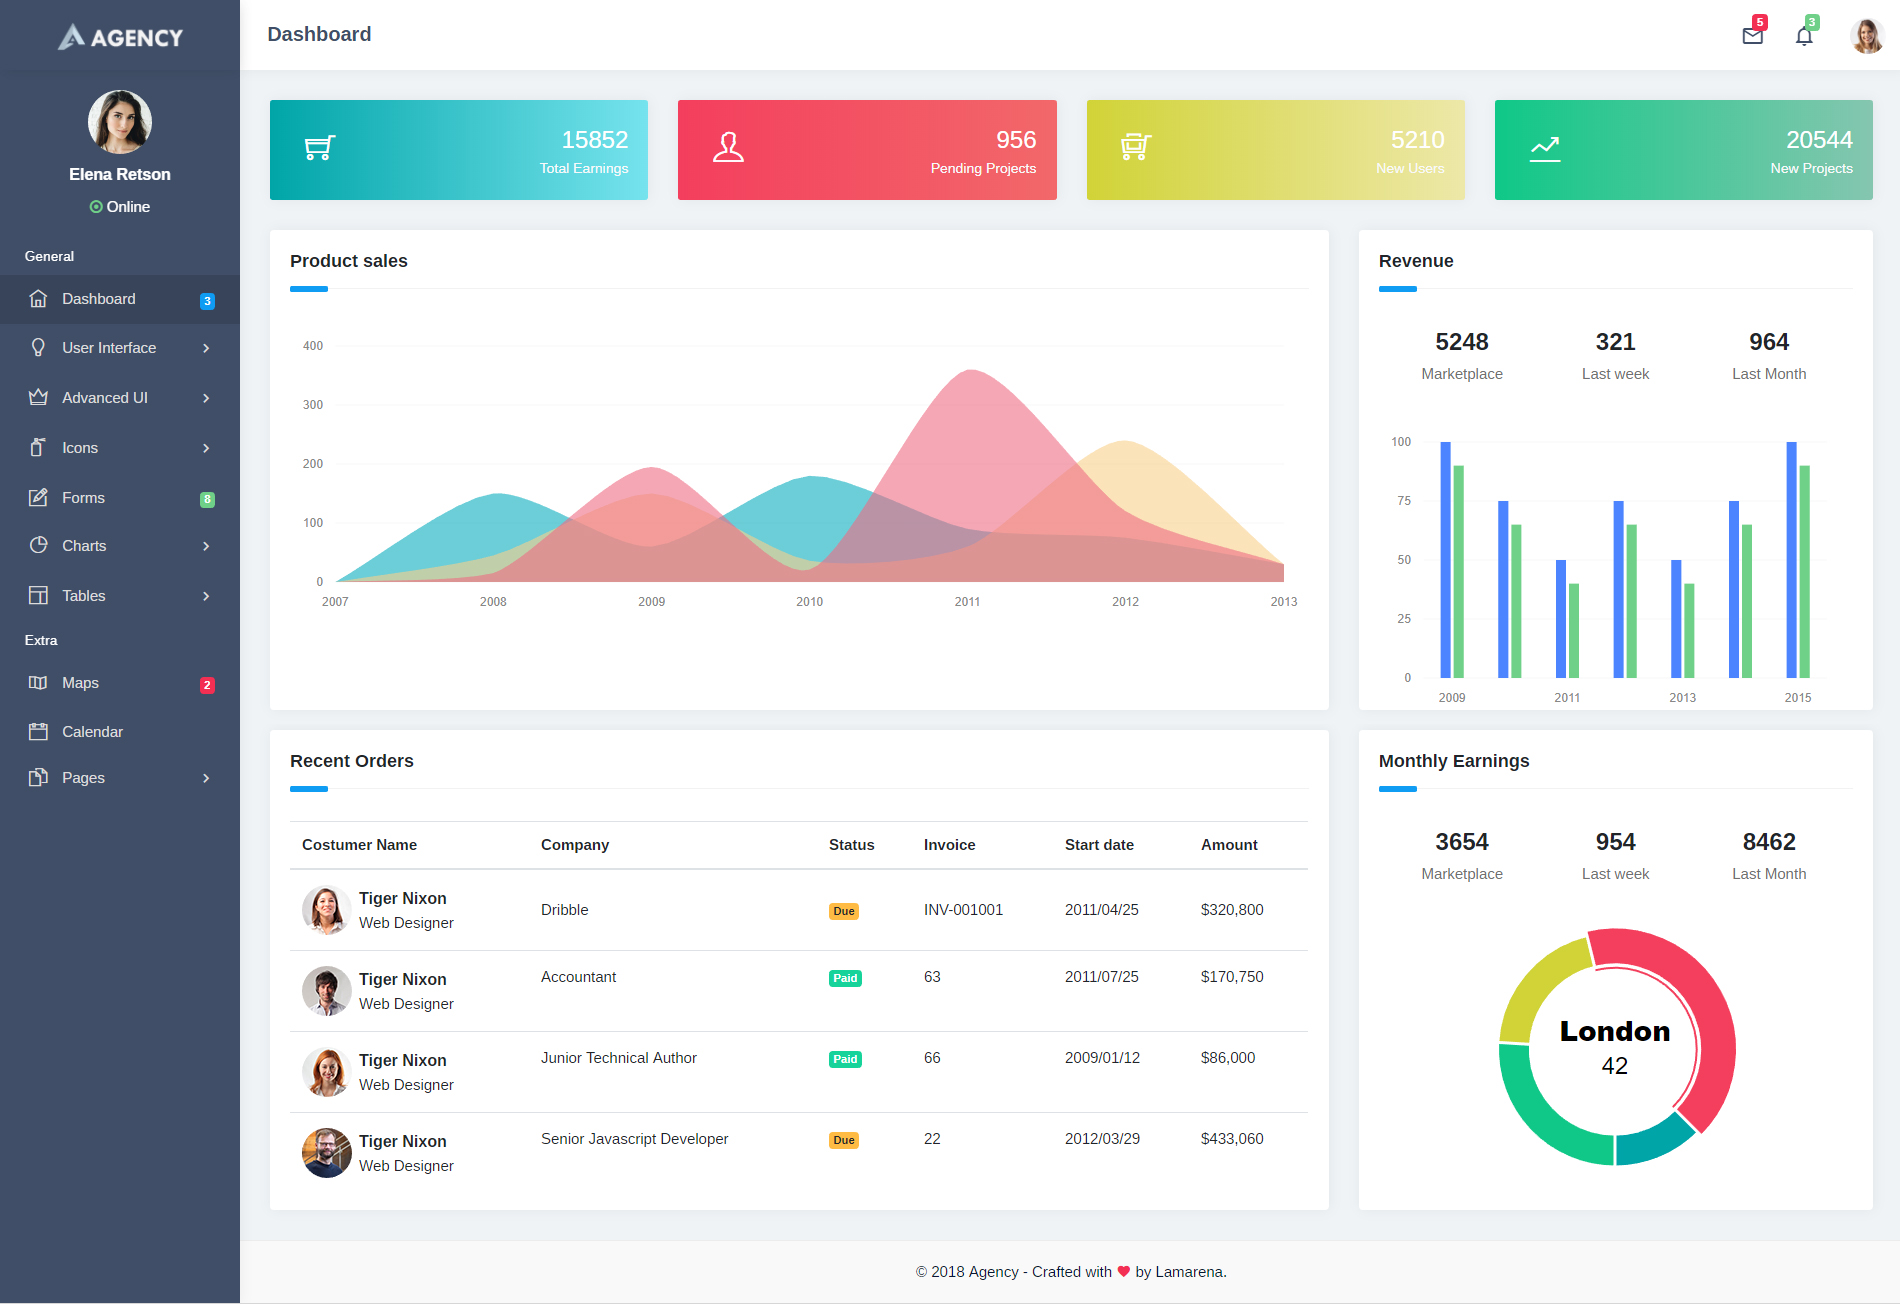 AGENCY
Elena Retson
Online
General
Dashboard 3
User Interface
Advanced UI
Icons
Forms 8
Charts
Tables
Extra
Maps 2
Calendar
Pages
Dashboard
5
3
15852
Total Earnings
956
Pending Projects
5210
New Users
20544
New Projects
Product sales
400
300
200
100
0
2007 2008 2009 2010 2011 2012 2013
Revenue
5248 321 964
Marketplace Last week Last Month
100
75
50
25
0
2009 2011 2013 2015
Recent Orders
Costumer Name Company Status Invoice Start date Amount
Tiger Nixon
Web Designer
Dribble Due INV-001001 2011/04/25 $320,800
Tiger Nixon
Web Designer
Accountant Paid 63 2011/07/25 $170,750
Tiger Nixon
Web Designer
Junior Technical Author Paid 66 2009/01/12 $86,000
Tiger Nixon
Web Designer
Senior Javascript Developer Due 22 2012/03/29 $433,060
Monthly Earnings
3654 954 8462
Marketplace Last week Last Month
London
42
© 2018 Agency - Crafted with ♥ by Lamarena.